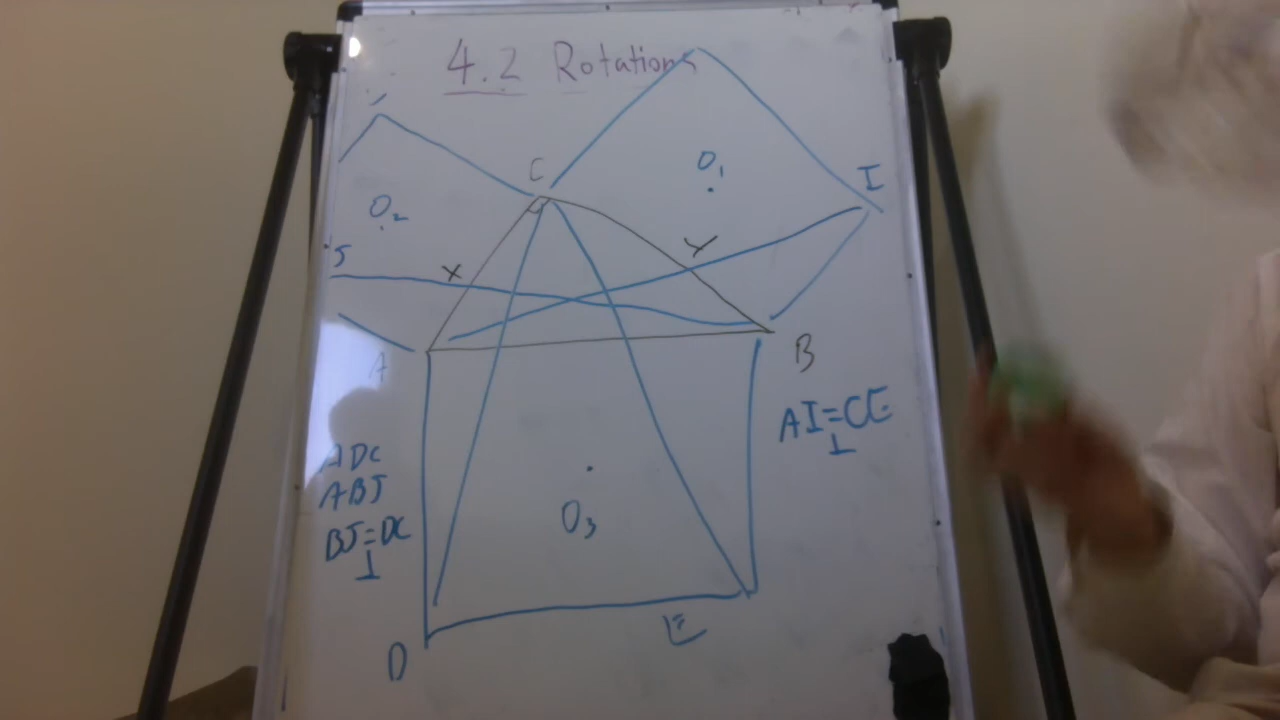 4.2 Rotations
C
O₁
I
O₂
J
X
Y
A
B
AI=CE
⊥
ADC
ABJ
BJ=DC
⊥
O₃
E
D